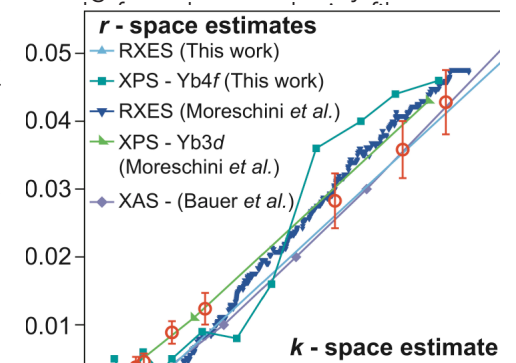 r - space estimates
0.05
RXES (This work)
XPS - Yb4f (This work)
RXES (Moreschini et al.)
0.04
XPS - Yb3d
(Moreschini et al.)
0.03
XAS - (Bauer et al.)
0.02
0.01
k - space estimate